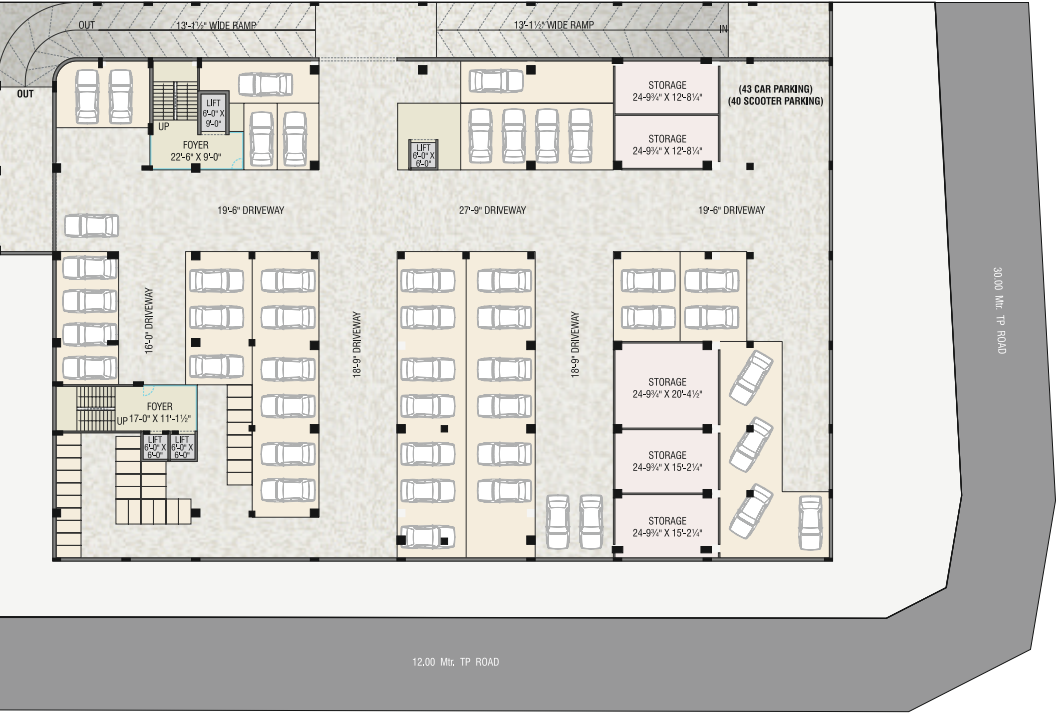 OUT
13'-1½" WIDE RAMP
13'-1½" WIDE RAMP
IN
OUT
LIFT
6'-0" X
9'-0"
UP
FOYER
22'-6" X 9'-0"
LIFT
6'-0" X
6'-0"
STORAGE
24-9¾" X 12'-8¼"
STORAGE
24-9¾" X 12'-8¼"
(43 CAR PARKING)
(40 SCOOTER PARKING)
19'-6" DRIVEWAY
27'-9" DRIVEWAY
19'-6" DRIVEWAY
16'-0" DRIVEWAY
18'-9" DRIVEWAY
18'-9" DRIVEWAY
30.00 Mtr. TP ROAD
FOYER
UP 17'-0" X 11'-1½"
LIFT
6'-0" X
6'-0"
LIFT
6'-0" X
6'-0"
STORAGE
24-9¾" X 20'-4½"
STORAGE
24-9¾" X 15'-2¼"
STORAGE
24-9¾" X 15'-2¼"
12.00 Mtr. TP ROAD